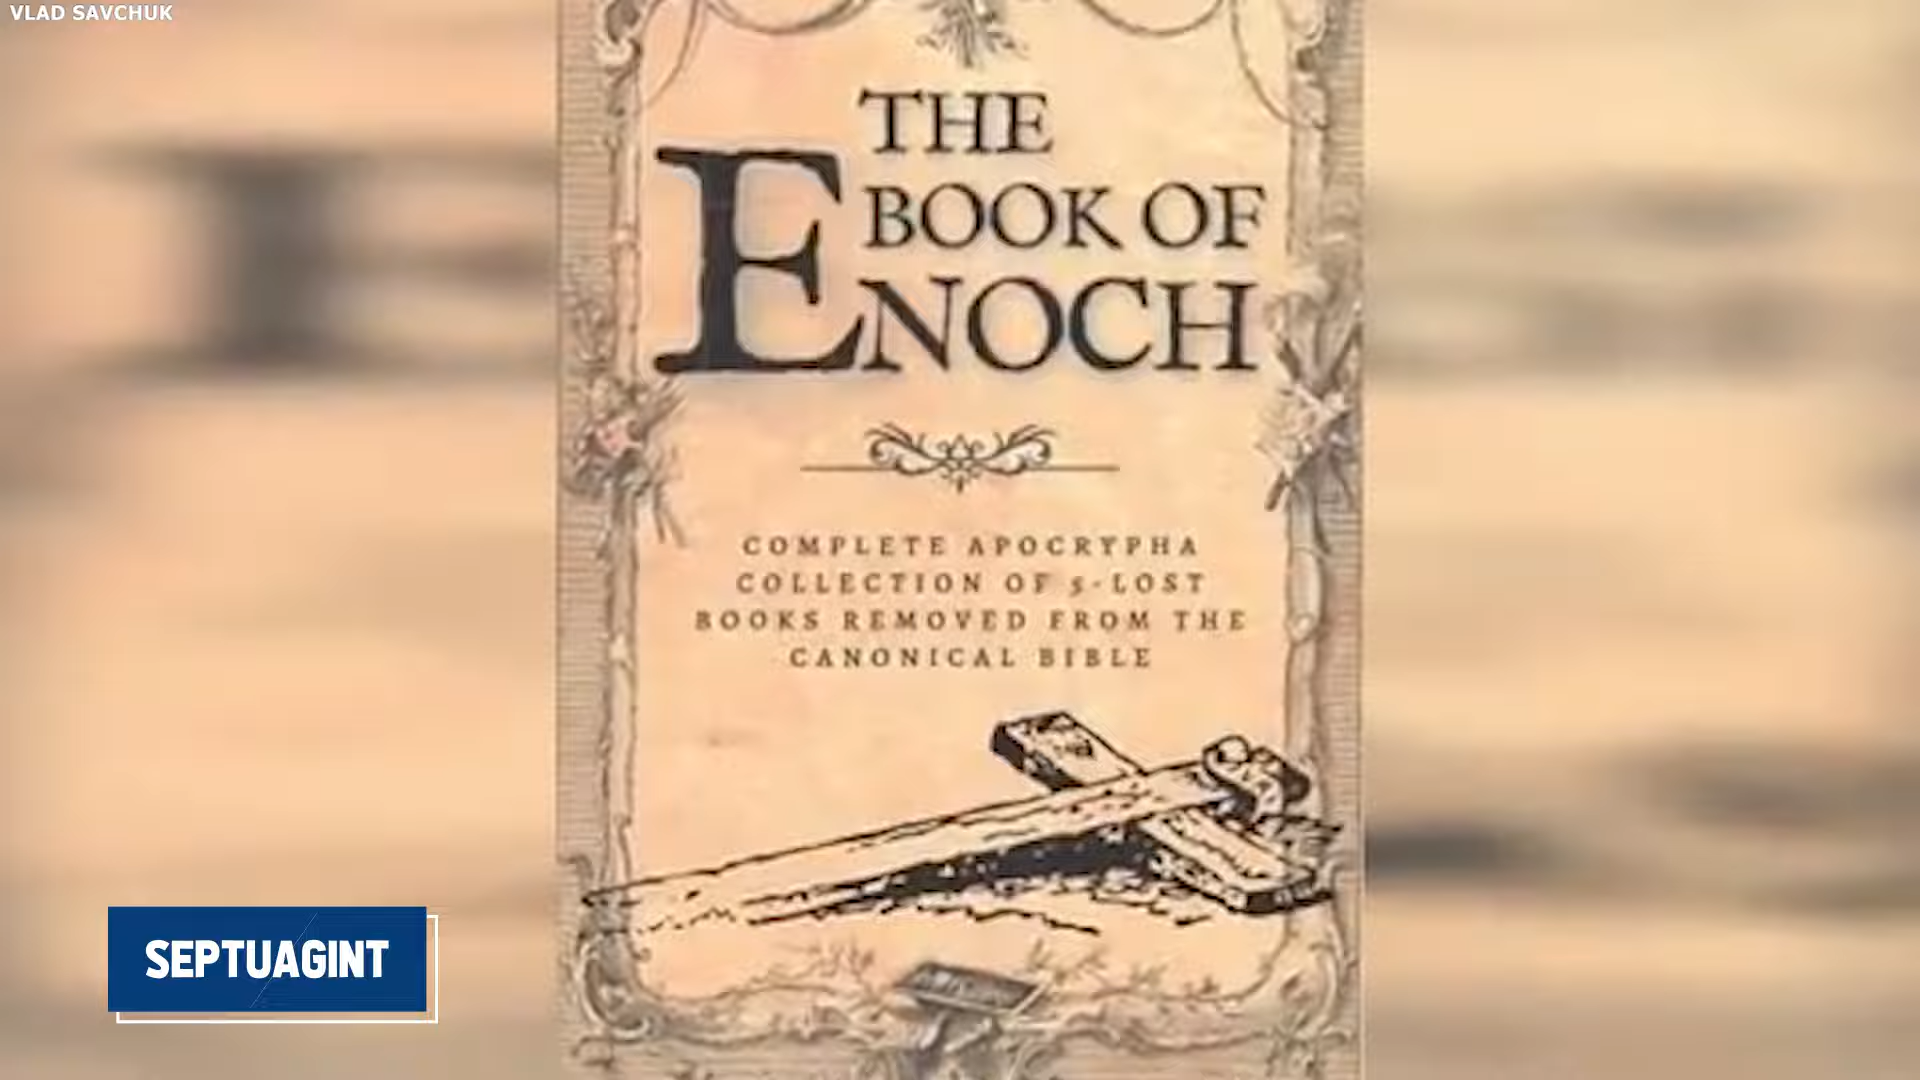 VLAD SAVCHUK
THE
BOOK OF
ENOCH
COMPLETE APOCRYPHA
COLLECTION OF 5-LOST
BOOKS REMOVED FROM THE
CANONICAL BIBLE
SEPTUAGINT